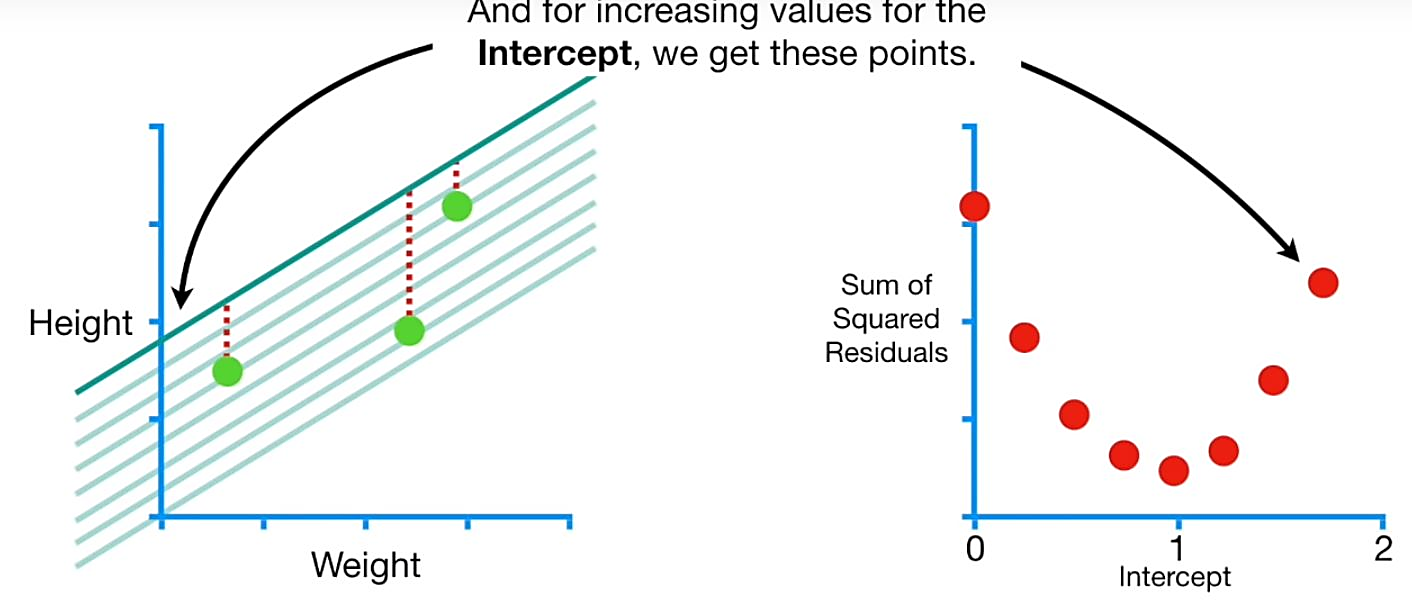 And for increasing values for the
Intercept, we get these points.
Height
Weight
Sum of
Squared
Residuals
0
1
2
Intercept